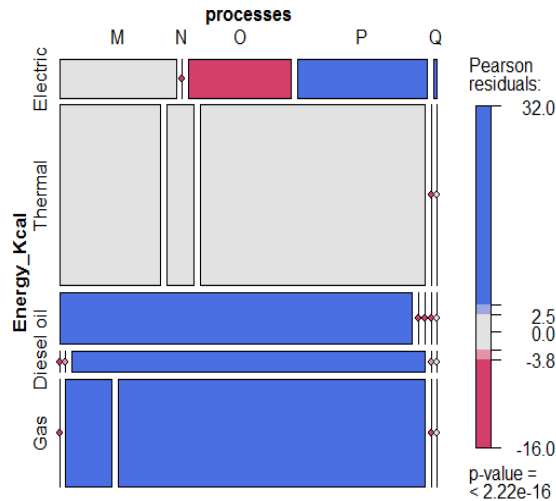 processes
M N O P Q
Electric
Thermal
Diesel oil
Gas
Energy_Kcal
Pearson
residuals:
32.0
2.5
0.0
-3.8
-16.0
p-value =
< 2.22e-16